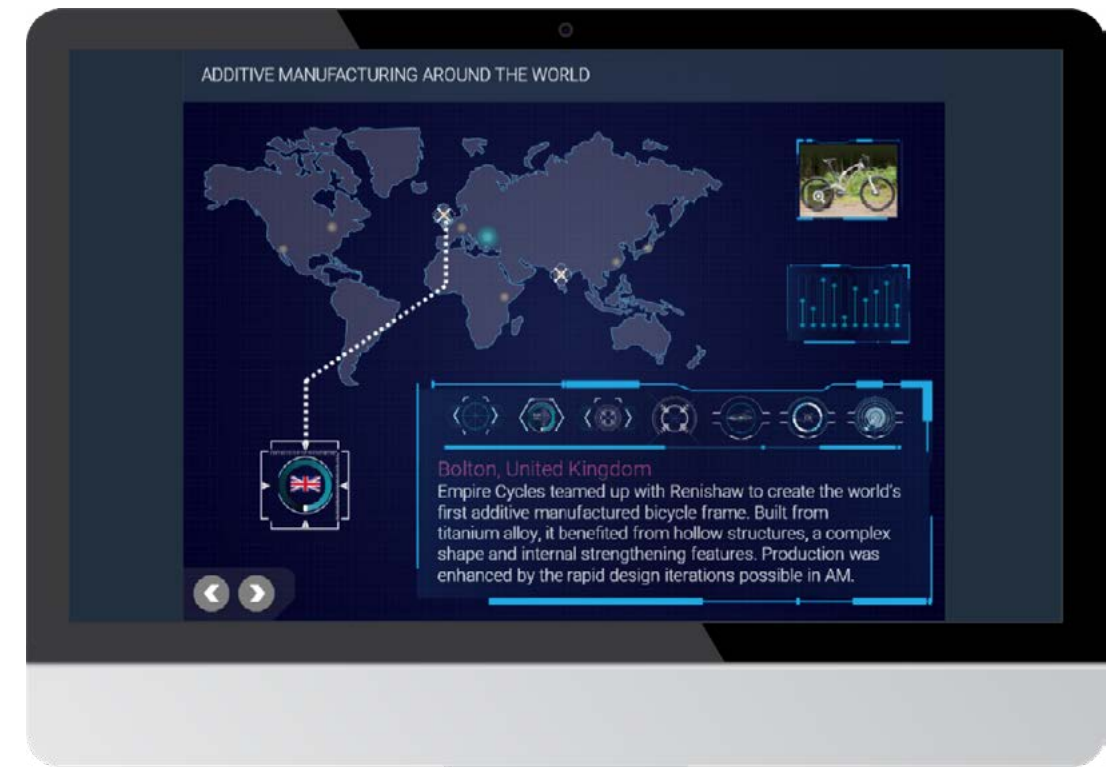 ADDITIVE MANUFACTURING AROUND THE WORLD
Bolton, United Kingdom
Empire Cycles teamed up with Renishaw to create the world's
first additive manufactured bicycle frame. Built from
titanium alloy, it benefited from hollow structures, a complex
shape and internal strengthening features. Production was
enhanced by the rapid design iterations possible in AM.